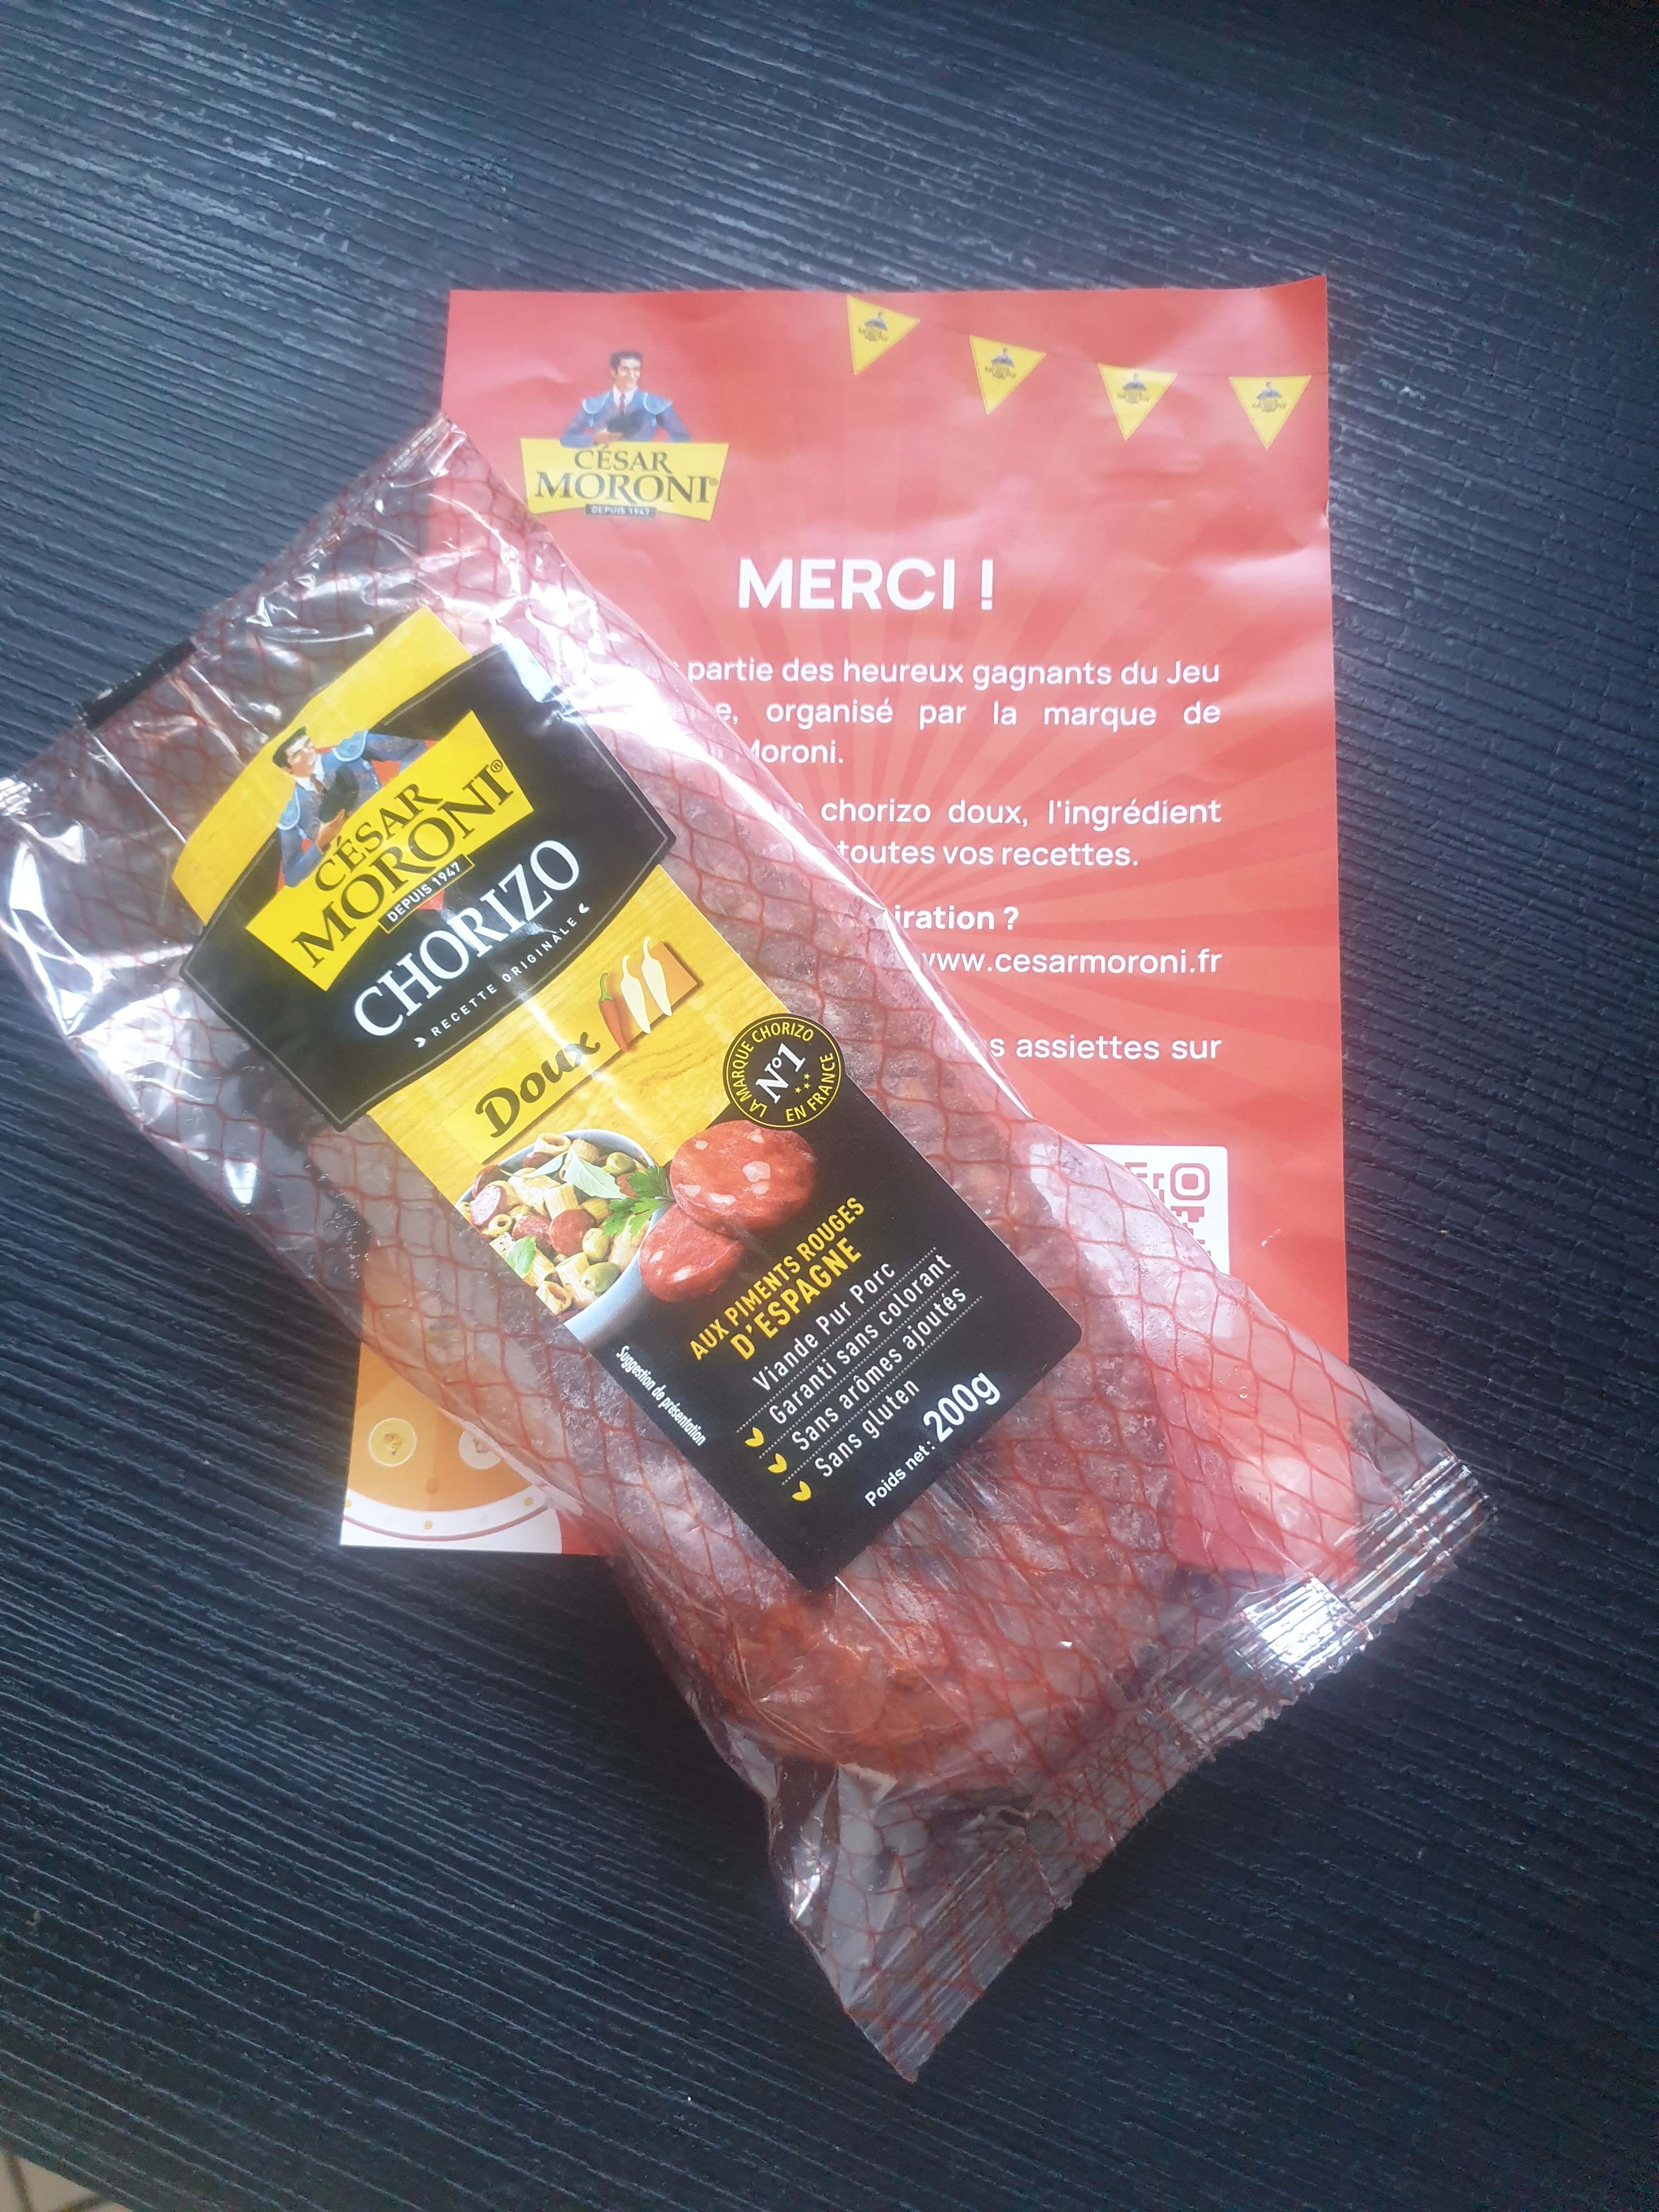 CÉSAR
MORONI
DEPUIS 1947
MERCI !
partie des heureux gagnants du Jeu
organisé par la marque de
Moroni.
chorizo doux, l'ingrédient
toutes vos recettes.
?
www.cesarmoroni.fr
assiettes sur
CÉSAR
MORONI®
DEPUIS 1947
CHORIZO
RECETTE ORIGINALE
Doux
LA MARQUE CHORIZO
N°1
EN FRANCE
AUX PIMENTS ROUGES
D'ESPAGNE
Viande Pur Porc
Garanti sans colorant
Sans arômes ajoutés
Sans gluten
Poids net: 200g
Suggestion de présentation